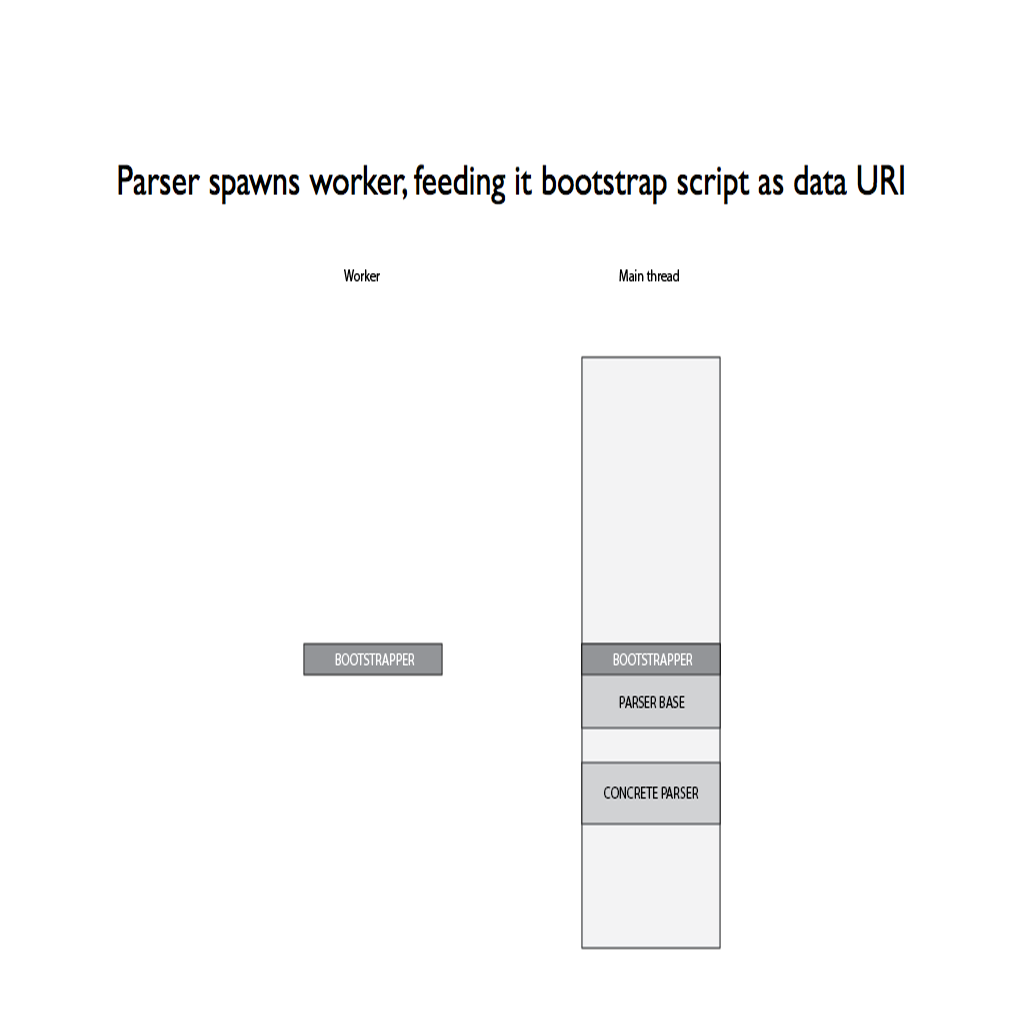 Parser spawns worker, feeding it bootstrap script as data URI
Worker
Main thread
BOOTSTRAPPER
BOOTSTRAPPER
PARSER BASE
CONCRETE PARSER